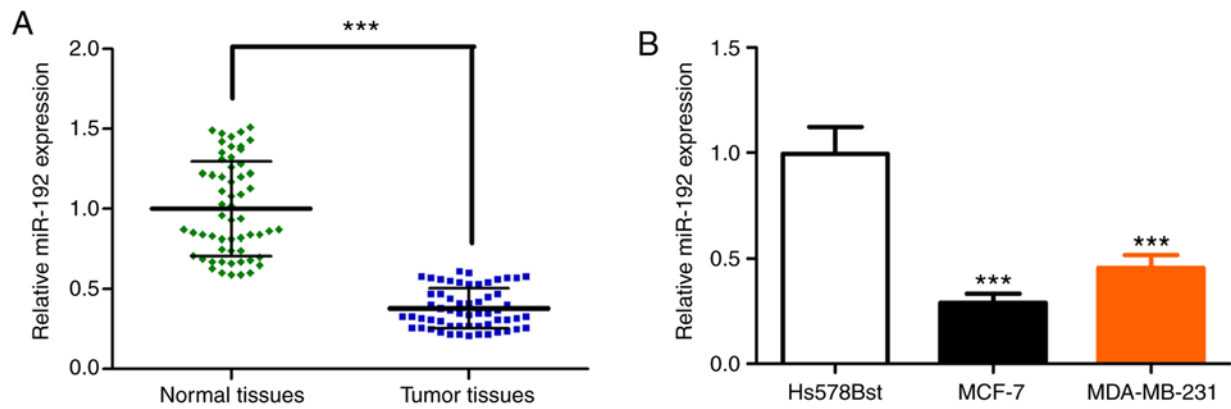 A
Relative miR-192 expression
2.0
1.5
1.0
0.5
0.0
***
Normal tissues
Tumor tissues
B
Relative miR-192 expression
1.5
1.0
0.5
0.0
***
***
Hs578Bst
MCF-7
MDA-MB-231